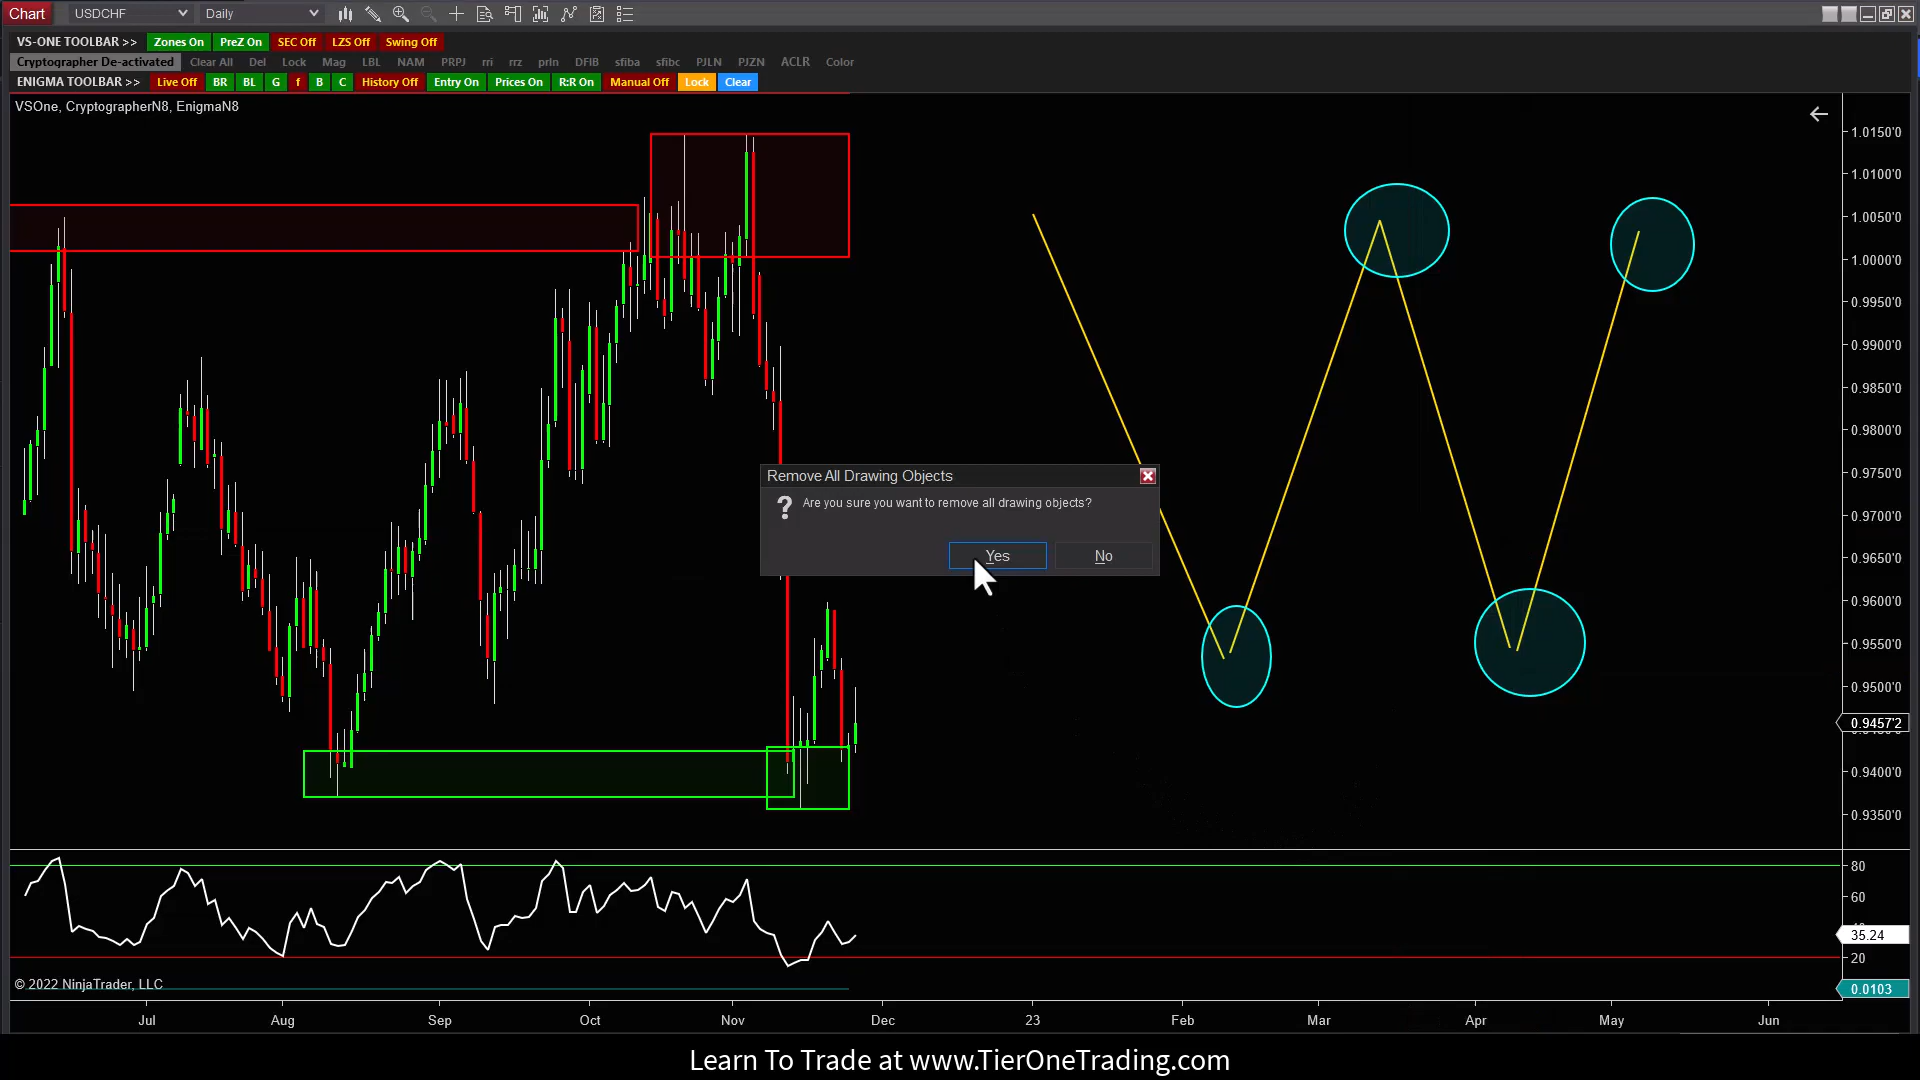 Chart USDCHF Daily
VS-ONE TOOLBAR >> Zones On PreZ On SEC Off LZS Off Swing Off
Cryptographer De-activated Clear All Del Lock Mag LBL NAM PRPJ rri rrz prln DFIB sfiba sfibc PJLN PJZN ACLR Color
ENIGMA TOOLBAR >> Live Off BR BL G f B C History Off Entry On Prices On R:R On Manual Off Lock Clear
VSOne, CryptographerN8, EnigmaN8
1.0150'0
1.0100'0
1.0050'0
1.0000'0
0.9950'0
0.9900'0
0.9850'0
0.9800'0
0.9750'0
Remove All Drawing Objects
? Are you sure you want to remove all drawing objects?
Yes No
0.9700'0
0.9650'0
0.9600'0
0.9550'0
0.9500'0
0.9457'2
0.9400'0
0.9350'0
80
60
35.24
20
© 2022 NinjaTrader, LLC
0.0103
Jul Aug Sep Oct Nov Dec 23 Feb Mar Apr May Jun
Learn To Trade at www.TierOneTrading.com